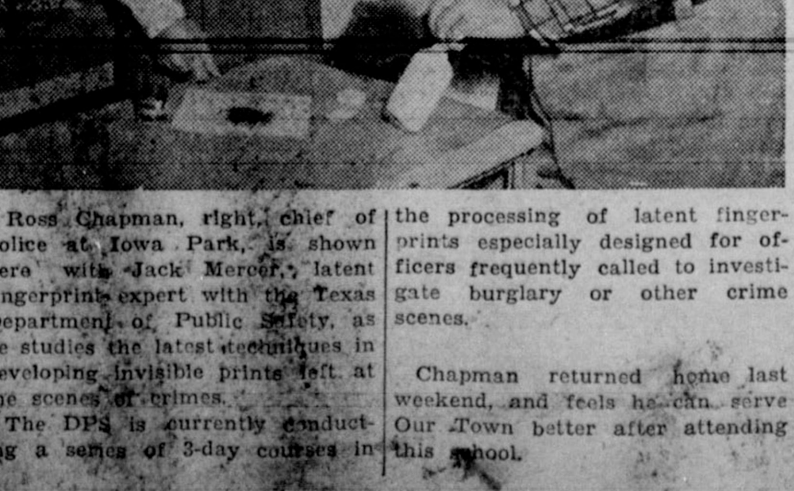 Ross Chapman, right, chief of
olice at Iowa Park, is shown
ere with Jack Mercer, latent
ngerprint expert with the Texas
epartment of Public Safety, as
e studies the latest techniques in
eveloping invisible prints left at
he scenes of crimes.
The DPS is currently conduct-
ng a series of 3-day courses in
the processing of latent finger-
prints especially designed for of-
ficers frequently called to investi-
gate burglary or other crime
scenes.
Chapman returned home last
weekend, and feels he can serve
Our Town better after attending
this school.